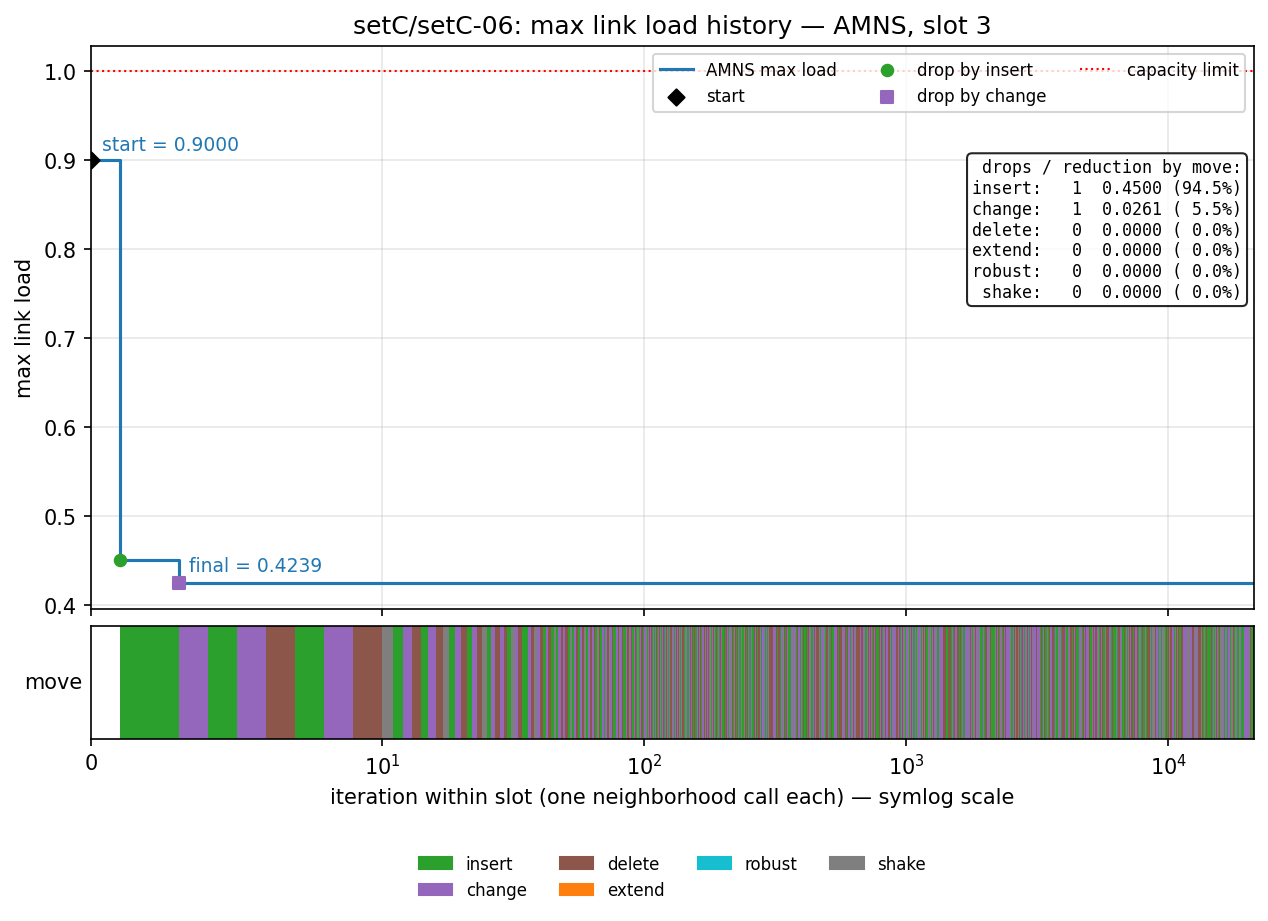 setC/setC-06: max link load history — AMNS, slot 3
AMNS max load
start
drop by insert
drop by change
capacity limit
1.0
0.9
0.8
0.7
0.6
0.5
0.4
max link load
start = 0.9000
final = 0.4239
drops / reduction by move:
insert: 1 0.4500 (94.5%)
change: 1 0.0261 ( 5.5%)
delete: 0 0.0000 ( 0.0%)
extend: 0 0.0000 ( 0.0%)
robust: 0 0.0000 ( 0.0%)
shake: 0 0.0000 ( 0.0%)
move
0
10¹
10²
10³
10⁴
iteration within slot (one neighborhood call each) — symlog scale
insert
change
delete
extend
robust
shake